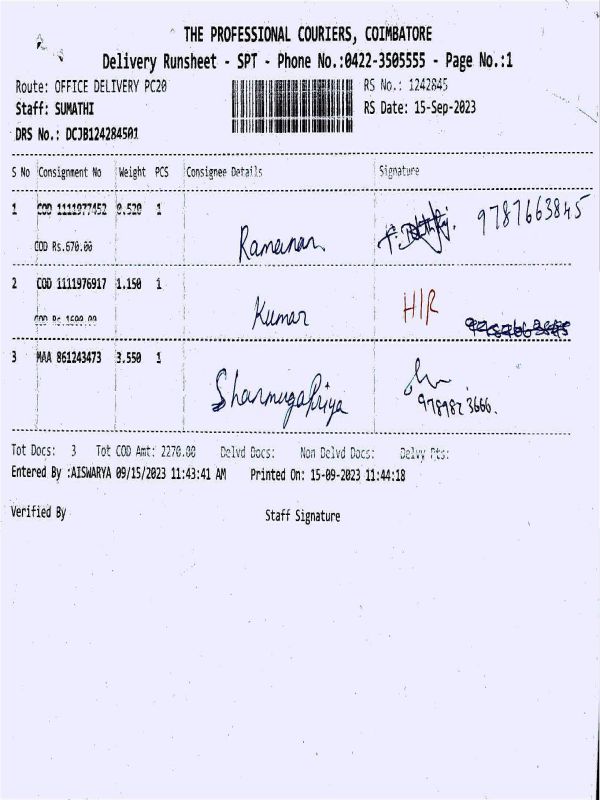 THE PROFESSIONAL COURIERS, COIMBATORE
Delivery Runsheet - SPT - Phone No.:0422-3505555 - Page No.:1
Route: OFFICE DELIVERY PC20
RS No.: 1242845
Staff: SUMATHI
RS Date: 15-Sep-2023
DRS No.: DCJB124284501
S No Consignment No Weight PCS Consignee Details Signature
1 COD 1111977452 0.520 1
9787663845
COD Rs.670.00
Ramanan
2 COD 1111976917 1.150 1
Kumar HIR
COD Rs.1600.00
3 MAA 861243473 3.550 1
SharmugaPriya
Tot Docs: 3 Tot COD Amt: 2270.00 Delvd Docs: Non Delvd Docs: Delvy Pts:
Entered By :AISWARYA 09/15/2023 11:43:41 AM Printed On: 15-09-2023 11:44:18
Verified By Staff Signature